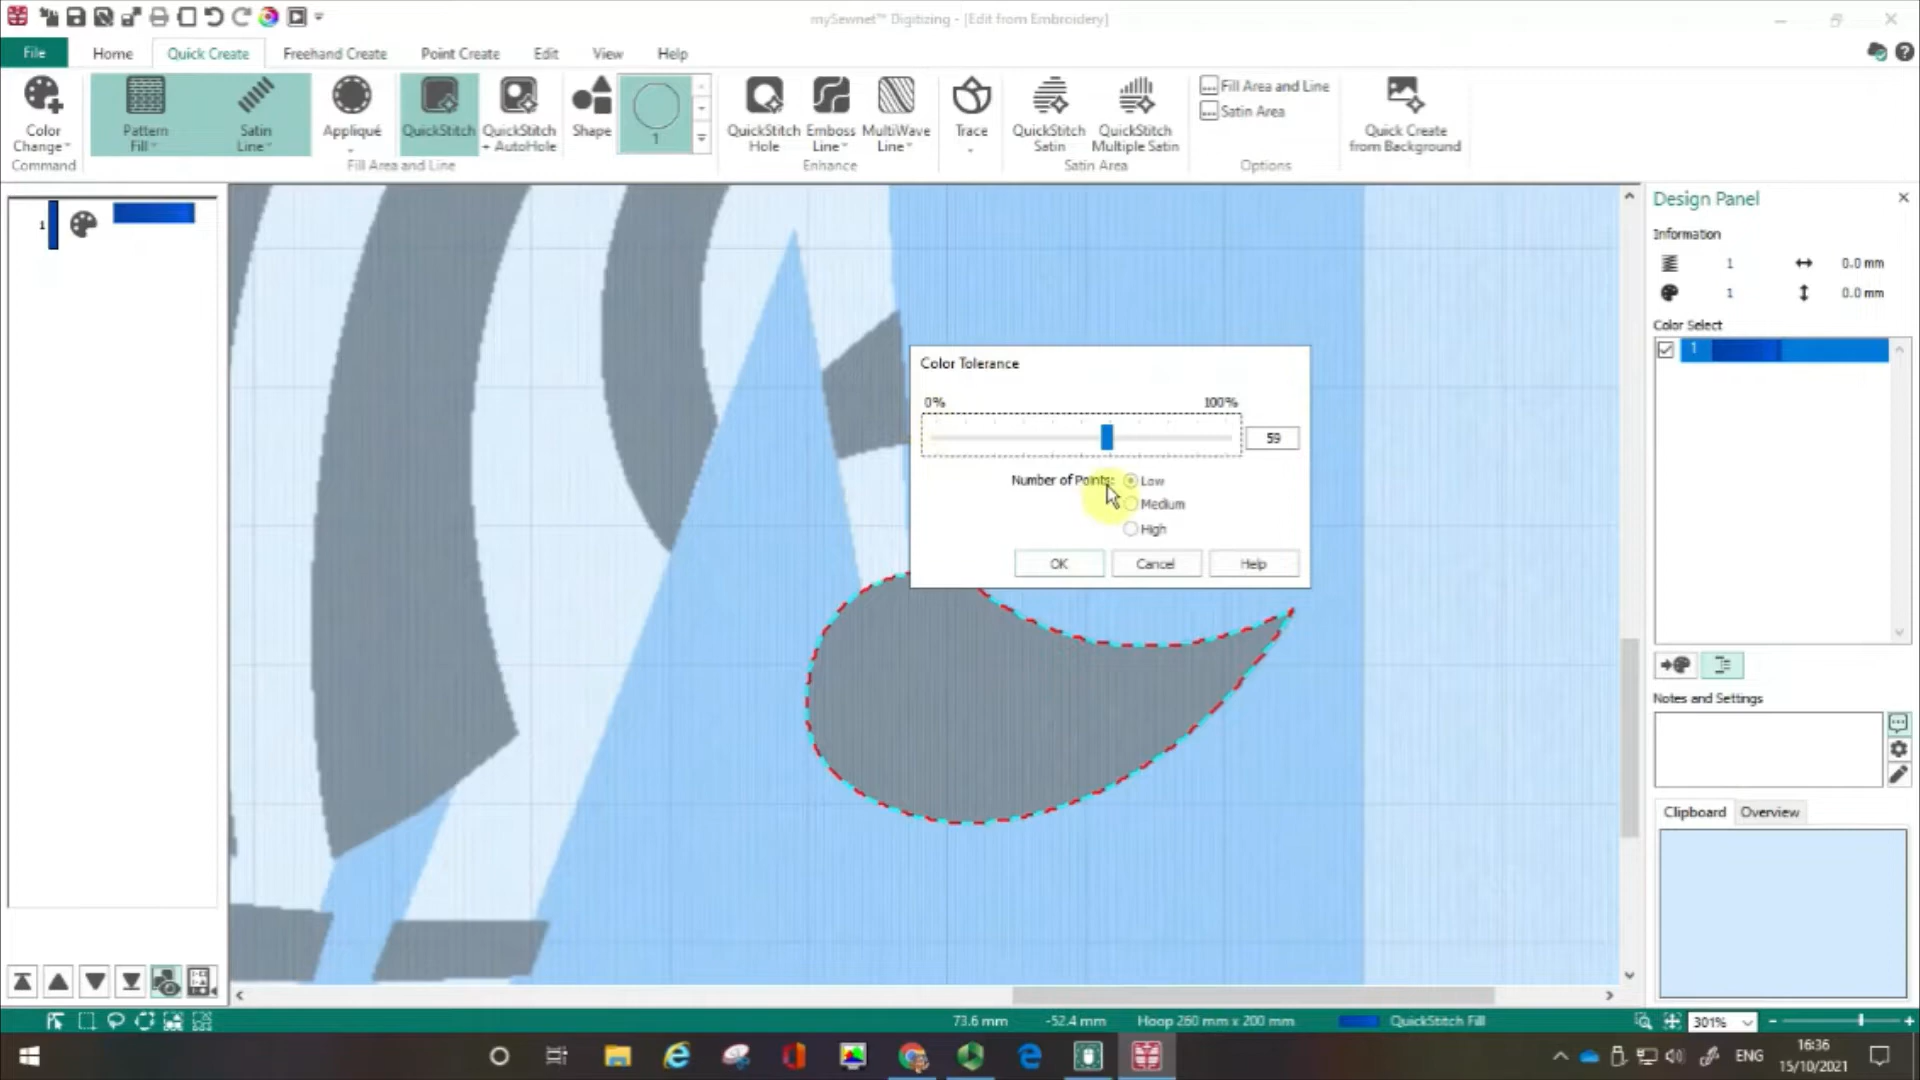 mySewnet™ Digitizing - [Edit from Embroidery]
File
Home
Quick Create
Freehand Create
Point Create
Edit
View
Help
Color Change
Pattern Fill
Satin Line
Appliqué
QuickStitch
QuickStitch + AutoHole
Shape
1
QuickStitch Hole
Emboss Line
MultiWave Line
Trace
QuickStitch Satin
QuickStitch Multiple Satin
Fill Area and Line
Satin Area
Quick Create from Background
Command
Fill Area and Line
Enhance
Satin Area
Options
1
Color Tolerance
0%
100%
59
Number of Points:
Low
Medium
High
OK
Cancel
Help
Design Panel
Information
1
0.0 mm
1
0.0 mm
Color Select
1
Notes and Settings
Clipboard
Overview
73.6 mm
-52.4 mm
Hoop 260 mm x 200 mm
QuickStitch Fill
301%
ENG
16:36
15/10/2021